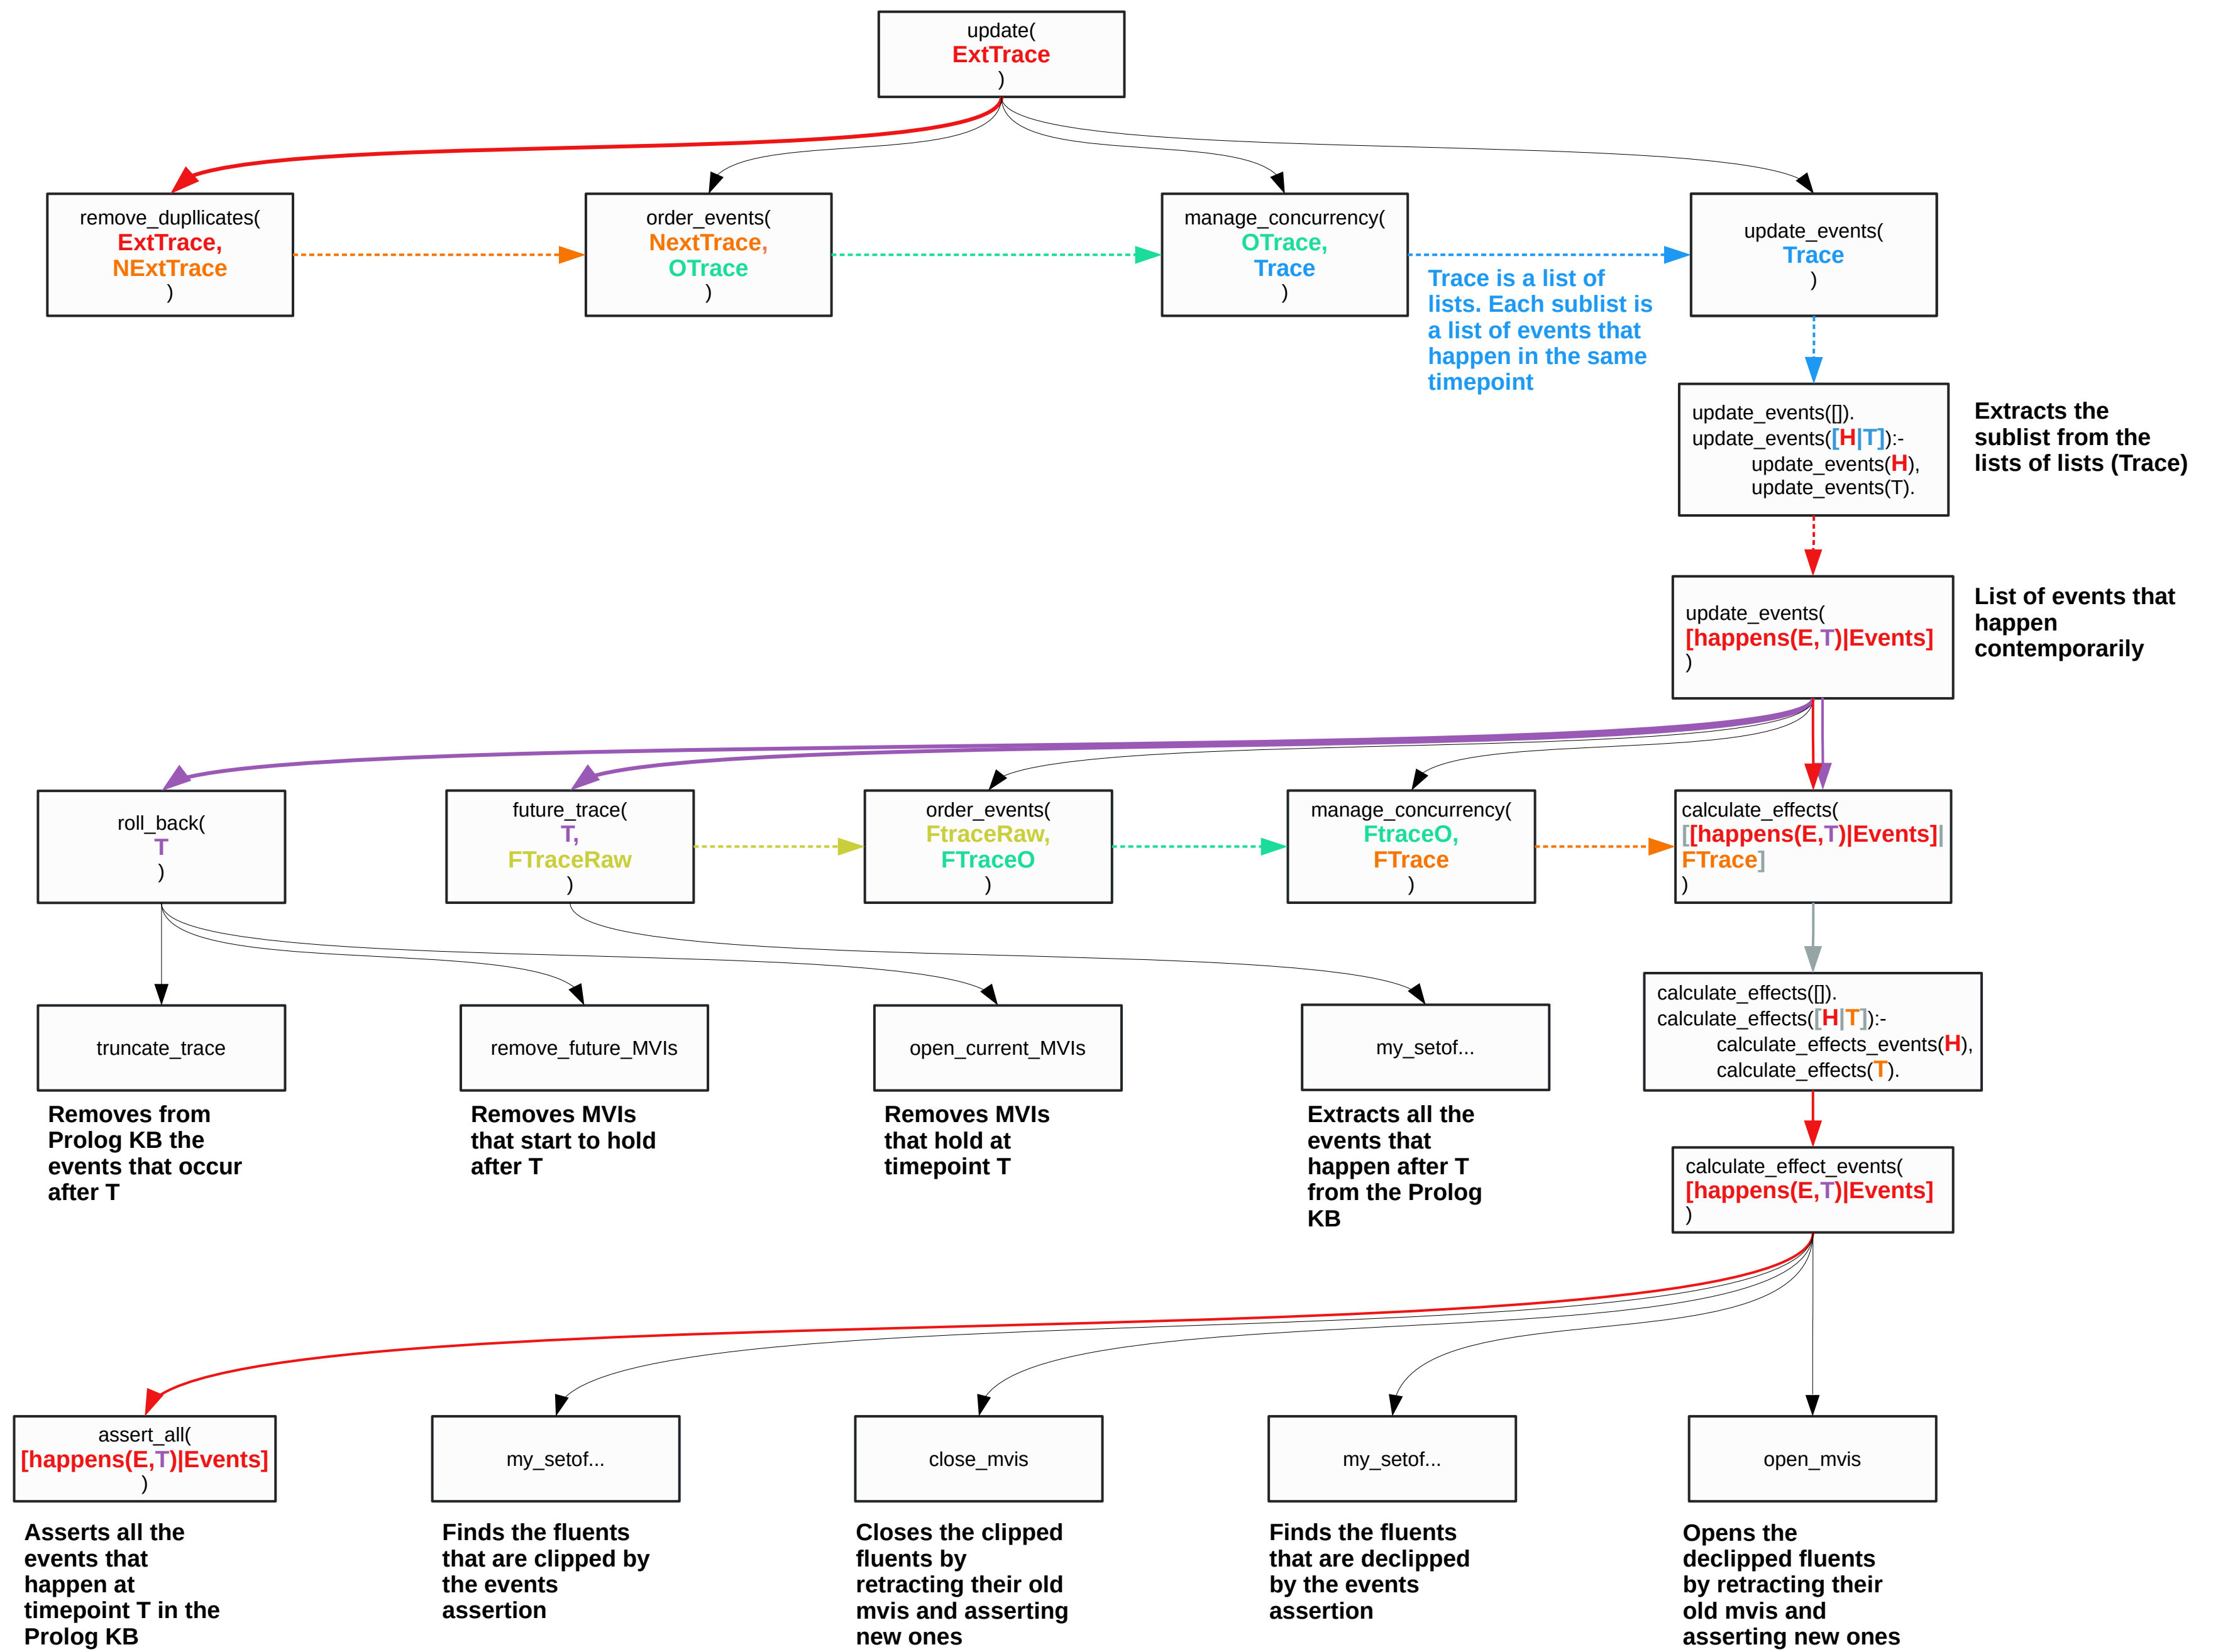 update(
ExtTrace
)
remove_dupllicates(
ExtTrace,
NExtTrace
)
order_events(
NextTrace,
OTrace
)
manage_concurrency(
OTrace,
Trace
)
update_events(
Trace
)
Trace is a list of
lists. Each sublist is
a list of events that
happen in the same
timepoint
update_events([]).
update_events([H|T]):-
update_events(H),
update_events(T).
Extracts the
sublist from the
lists of lists (Trace)
update_events(
[happens(E,T)|Events]
)
List of events that
happen
contemporarily
roll_back(
T
)
future_trace(
T,
FTraceRaw
)
order_events(
FtraceRaw,
FTraceO
)
manage_concurrency(
FtraceO,
FTrace
)
calculate_effects(
[[happens(E,T)|Events]|
FTrace]
)
truncate_trace
Removes from
Prolog KB the
events that occur
after T
remove_future_MVIs
Removes MVIs
that start to hold
after T
open_current_MVIs
Removes MVIs
that hold at
timepoint T
my_setof...
Extracts all the
events that
happen after T
from the Prolog
KB
calculate_effects([]).
calculate_effects([H|T]):-
calculate_effects_events(H),
calculate_effects(T).
calculate_effect_events(
[happens(E,T)|Events]
)
assert_all(
[happens(E,T)|Events]
)
Asserts all the
events that
happen at
timepoint T in the
Prolog KB
my_setof...
Finds the fluents
that are clipped by
the events
assertion
close_mvis
Closes the clipped
fluents by
retracting their old
mvis and asserting
new ones
my_setof...
Finds the fluents
that are declipped
by the events
assertion
open_mvis
Opens the
declipped fluents
by retracting their
old mvis and
asserting new ones